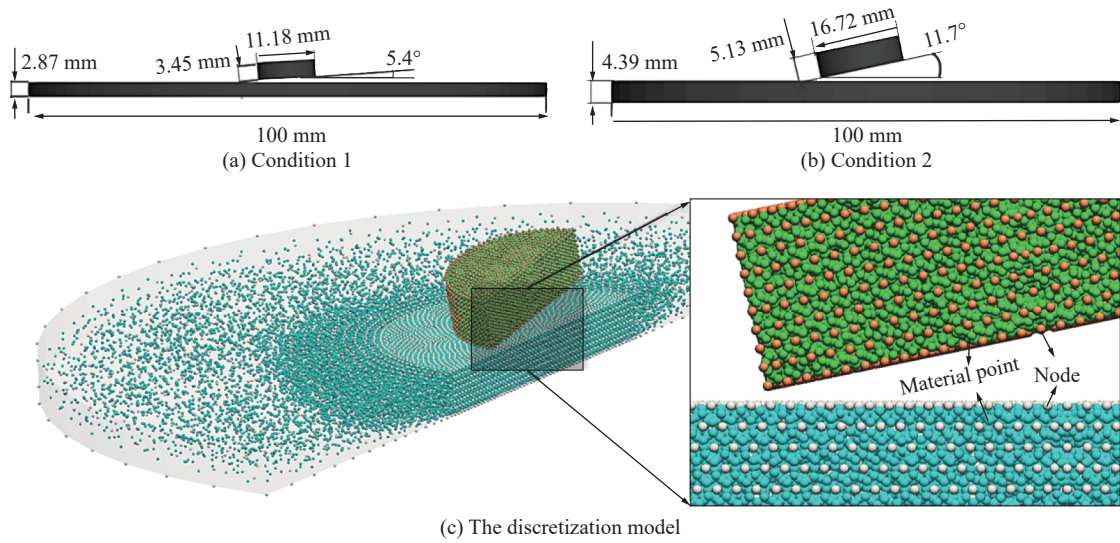 11.18 mm
2.87 mm
3.45 mm
5.4°
100 mm
(a) Condition 1
16.72 mm
5.13 mm
11.7°
4.39 mm
100 mm
(b) Condition 2
Material point
Node
(c) The discretization model